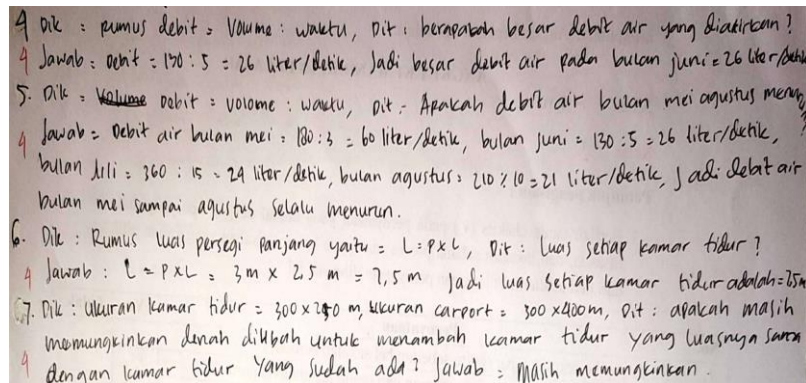 4 Dik : Rumus debit = Volume : waktu, Dit : berapakah besar debit air yang dialirkan ?
4 Jawab : Debit = 130 : 5 = 26 liter/detik, Jadi besar debit air pada bulan juni = 26 liter/detik
5. Dik : Volume Debit = volome : waktu, Dit : Apakah debit air bulan mei agustus
4 Jawab = Debit air bulan mei = 180:3 = 60 liter/detik, bulan juni = 130 : 5 = 26 liter/detik,
bulan Juli = 360 : 15 = 24 liter/detik, bulan agustus = 210 % 10 = 21 liter/detik, Jadi debit air
bulan mei sampai agustus selalu menurun.
6. Dik : Rumus luas persegi panjang yaitu = L = P x L, Dit : Luas setiap kamar tidur ?
4 Jawab : L = P x L = 3 m x 2,5 m = 7,5 m Jadi luas setiap kamar tidur adalah = 75m
7. Dik : ukuran kamar tidur = 300 x 250 m, ukuran carport = 300 x 400 m, Dit : apakah masih
memungkinkan denah diubah untuk menambah kamar tidur yang luasnya sama
4 dengan kamar tidur yang sudah ada ? Jawab = Masih memungkinkan.